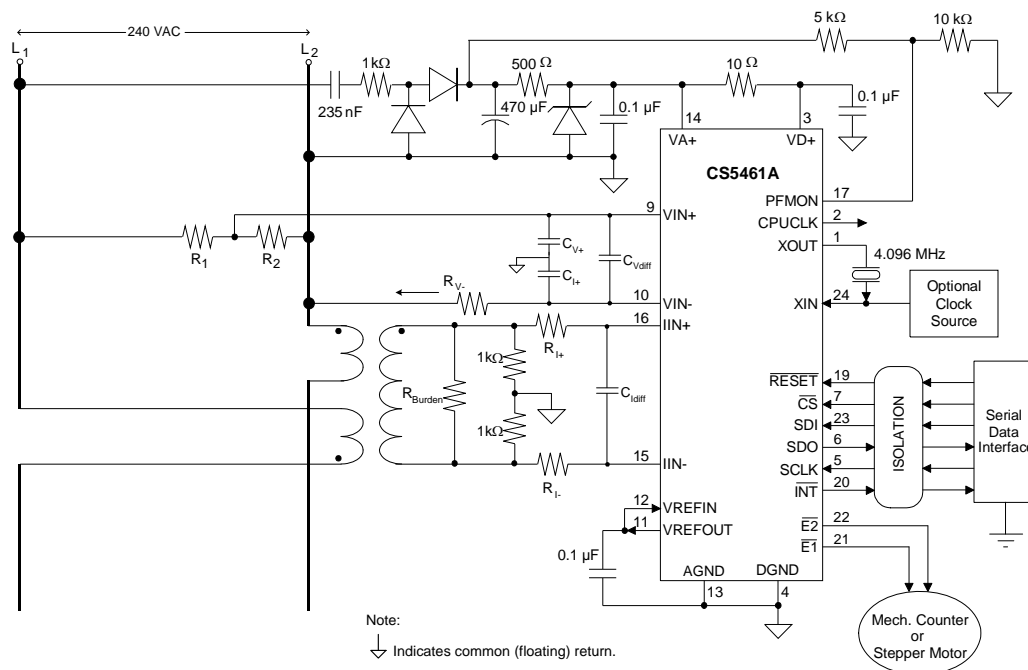 240 VAC
L1
L2
5 kΩ
10 kΩ
1kΩ
500 Ω
10 Ω
235 nF
470 µF
0.1 µF
0.1 µF
14
3
VA+
VD+
CS5461A
PFMON
17
CPUCLK
2
XOUT
1
4.096 MHz
XIN
24
Optional
Clock
Source
9
VIN+
R1
R2
CV+
CI+
CVdiff
RV-
10
VIN-
16
IIN+
RI+
1kΩ
RBurden
CIdiff
1kΩ
15
IIN-
RI-
RESET
19
CS
7
SDI
23
SDO
6
SCLK
5
INT
20
ISOLATION
Serial
Data
Interface
12
VREFIN
11
VREFOUT
E2
22
E1
21
0.1 µF
AGND
DGND
13
4
Mech. Counter
or
Stepper Motor
Note:
Indicates common (floating) return.